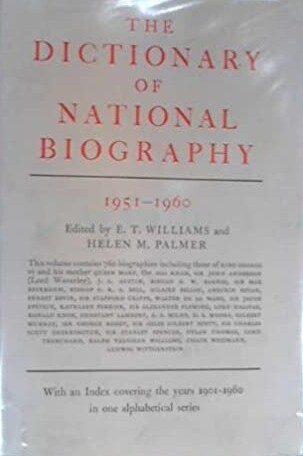 THE
DICTIONARY
OF
NATIONAL
BIOGRAPHY
1951–1960
Edited by E. T. WILLIAMS and
HELEN M. PALMER
This volume contains 760 biographies including those of KING GEORGE
VI and his mother QUEEN MARY, the AGA KHAN, SIR JOHN ANDERSON
(Lord Waverley), J. L. AUSTIN, BISHOP E. W. BARNES, SIR MAX
BEERBOHM, BISHOP G. K. A. BELL, HILAIRE BELLOC, ANEURIN BEVAN,
ERNEST BEVIN, SIR STAFFORD CRIPPS, WALTER DE LA MARE, SIR JACOB
EPSTEIN, KATHLEEN FERRIER, SIR ALEXANDER FLEMING, LORD HALIFAX,
RONALD KNOX, CONSTANT LAMBERT, A. A. MILNE, G. E. MOORE, GILBERT
MURRAY, SIR GEORGE ROBEY, SIR GILES GILBERT SCOTT, SIR CHARLES
SCOTT SHERRINGTON, SIR STANLEY SPENCER, DYLAN THOMAS, LORD
TRENCHARD, RALPH VAUGHAN WILLIAMS, CHAIM WEIZMANN,
LUDWIG WITTGENSTEIN
With an Index covering the years 1901–1960
in one alphabetical series